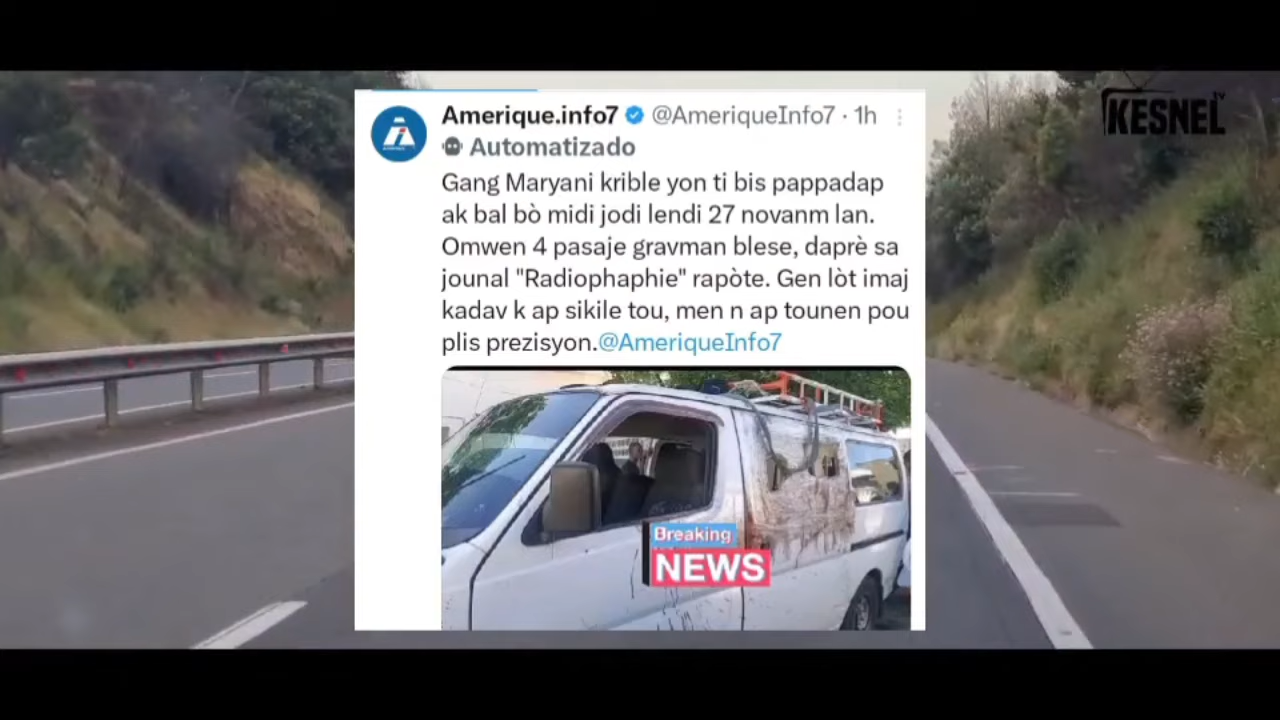 KESNEL tv
Amerique.info7 @AmeriqueInfo7 · 1h
Automatizado
Gang Maryani krible yon ti bis pappadap
ak bal bò midi jodi lendi 27 novanm lan.
Omwen 4 pasaje gravman blese, daprè sa
jounal "Radiophaphie" rapòte. Gen lòt imaj
kadav k ap sikile tou, men n ap tounen pou
plis prezisyon.@AmeriqueInfo7
Breaking
NEWS